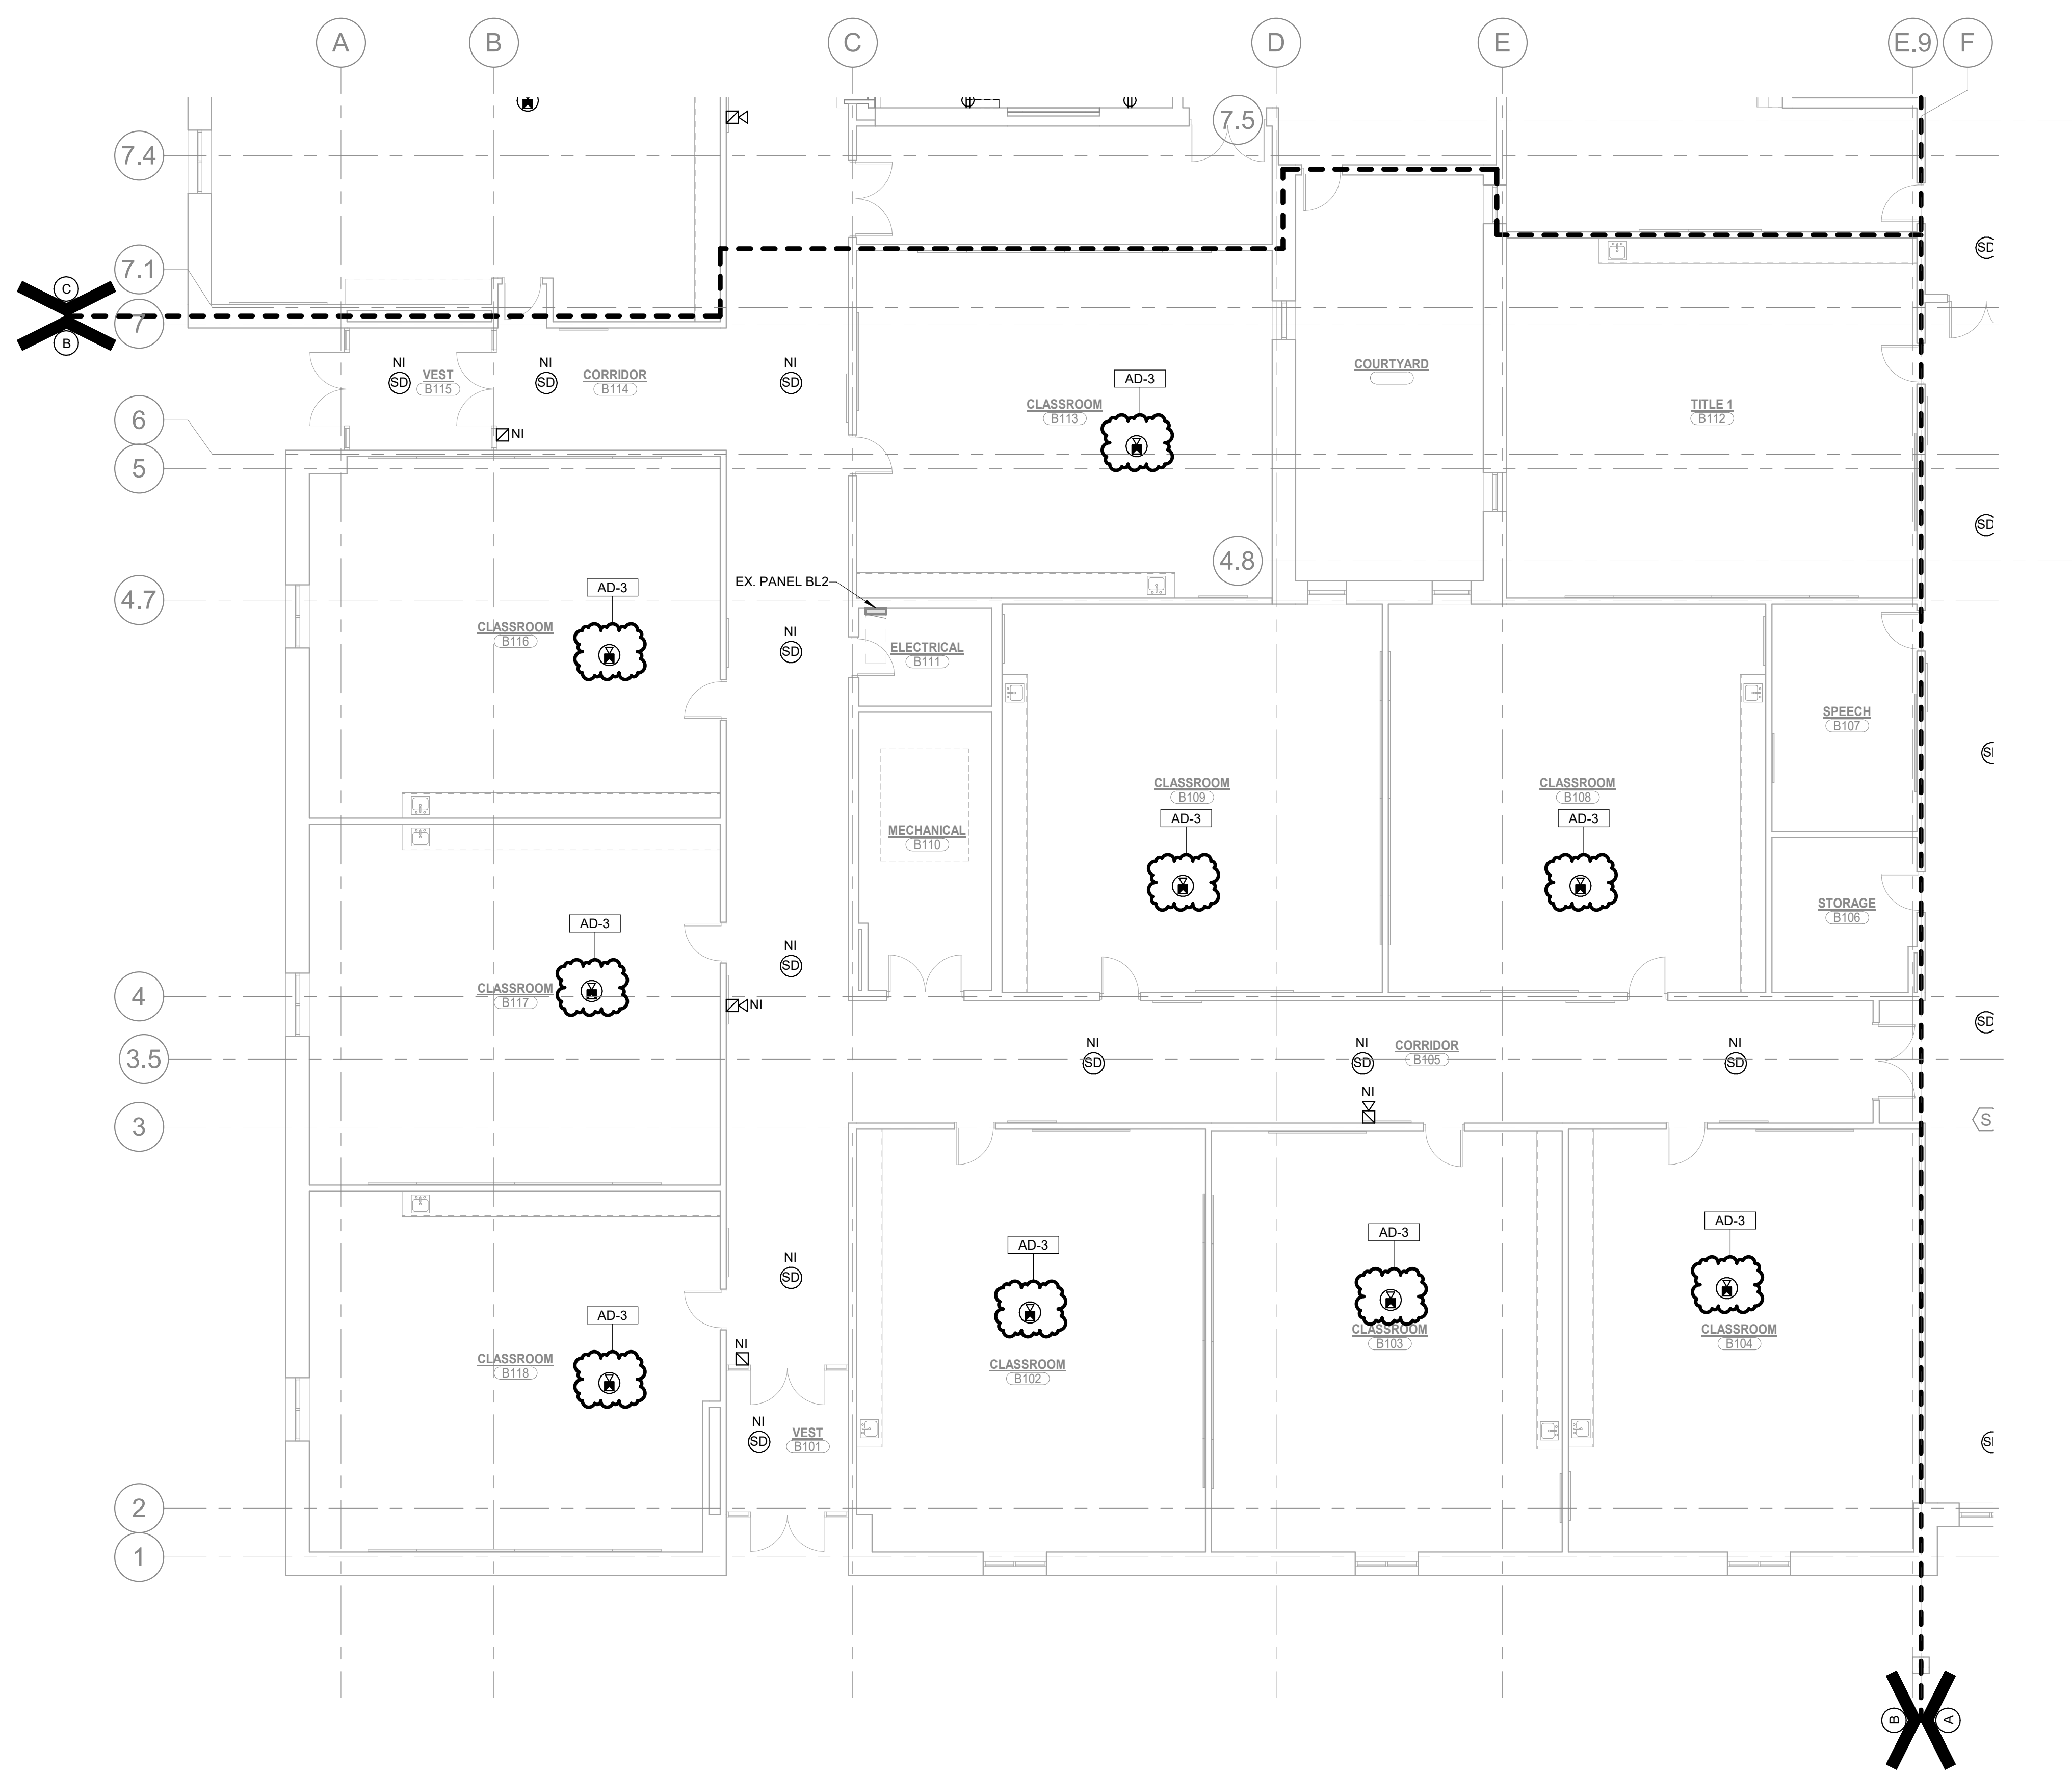 A
B
C
D
E
E.9
F
7.5
7.4
7.1
C
7
B
NI
SD
VEST
B115
NI
SD
CORRIDOR
B114
NI
SD
SD
COURTYARD
AD-3
CLASSROOM
B113
TITLE 1
B112
6
NI
5
SD
4.8
EX. PANEL BL2
4.7
AD-3
CLASSROOM
B116
NI
SD
ELECTRICAL
B111
SPEECH
B107
CLASSROOM
B109
AD-3
CLASSROOM
B108
AD-3
MECHANICAL
B110
STORAGE
B106
AD-3
CLASSROOM
B117
NI
SD
4
NI
SD
3.5
NI
SD
NI
SD
CORRIDOR
B105
NI
SD
NI
3
S
AD-3
AD-3
AD-3
NI
SD
CLASSROOM
B103
CLASSROOM
B104
AD-3
CLASSROOM
B118
NI
CLASSROOM
B102
NI
SD
VEST
B101
2
1
B
A